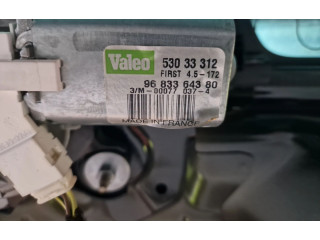 Valeo
530 33 312
FIRST 4.5-172
96 833 643 80
3/M-00077 037-4
MADE IN FRANCE